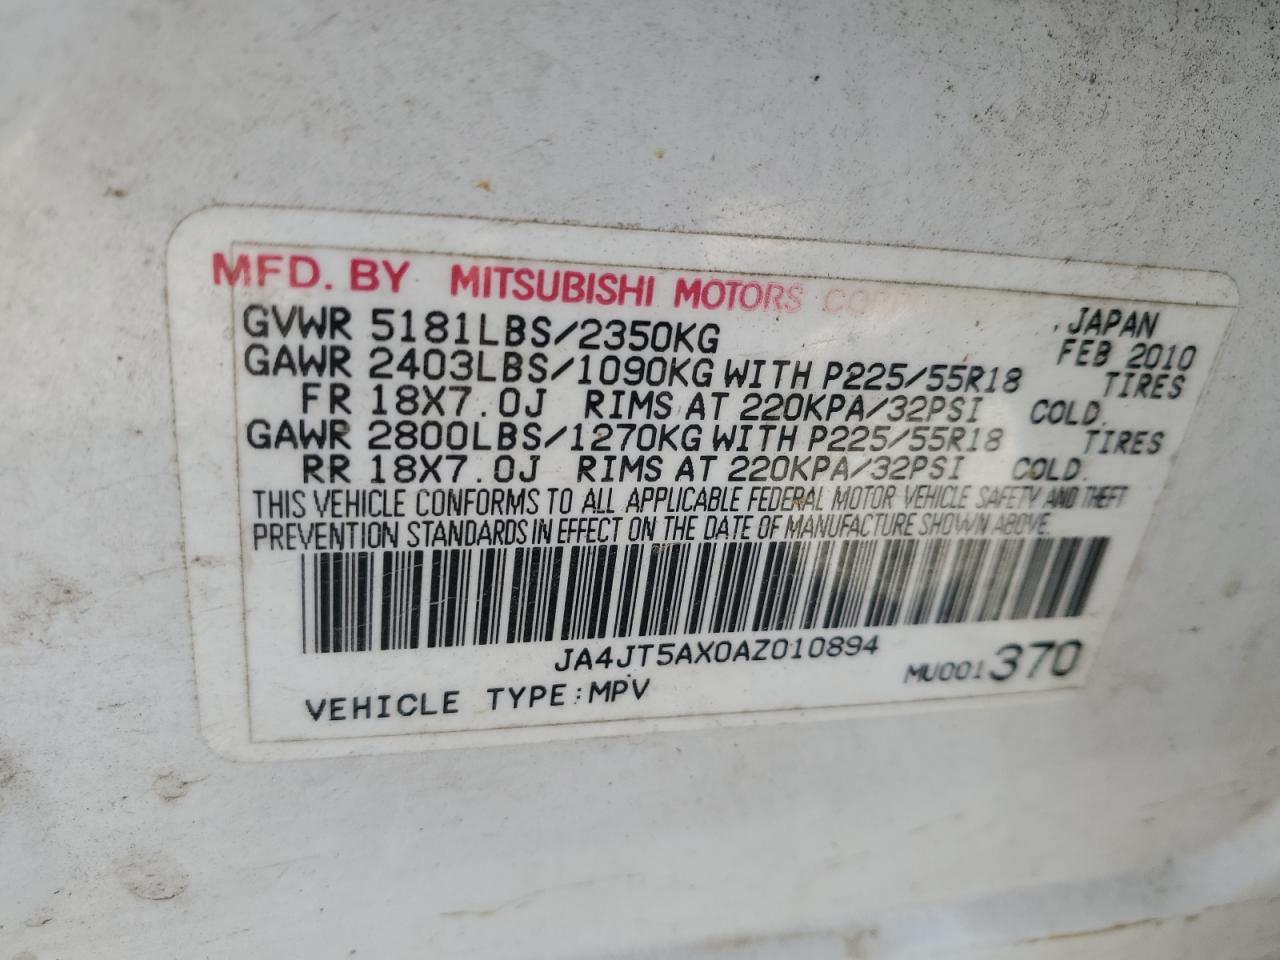 MFD. BY MITSUBISHI MOTORS
GVWR 5181LBS/2350KG JAPAN
FEB 2010
GAWR 2403LBS/1090KG WITH P225/55R18 TIRES
FR 18X7.0J RIMS AT 220KPA/32PSI COLD.
GAWR 2800LBS/1270KG WITH P225/55R18 TIRES
RR 18X7.0J RIMS AT 220KPA/32PSI COLD.
THIS VEHICLE CONFORMS TO ALL APPLICABLE FEDERAL MOTOR VEHICLE SAFETY AND THEFT
PREVENTION STANDARDS IN EFFECT ON THE DATE OF MANUFACTURE SHOWN ABOVE.
JA4JT5AX0AZ010894
MU001370
VEHICLE TYPE:MPV